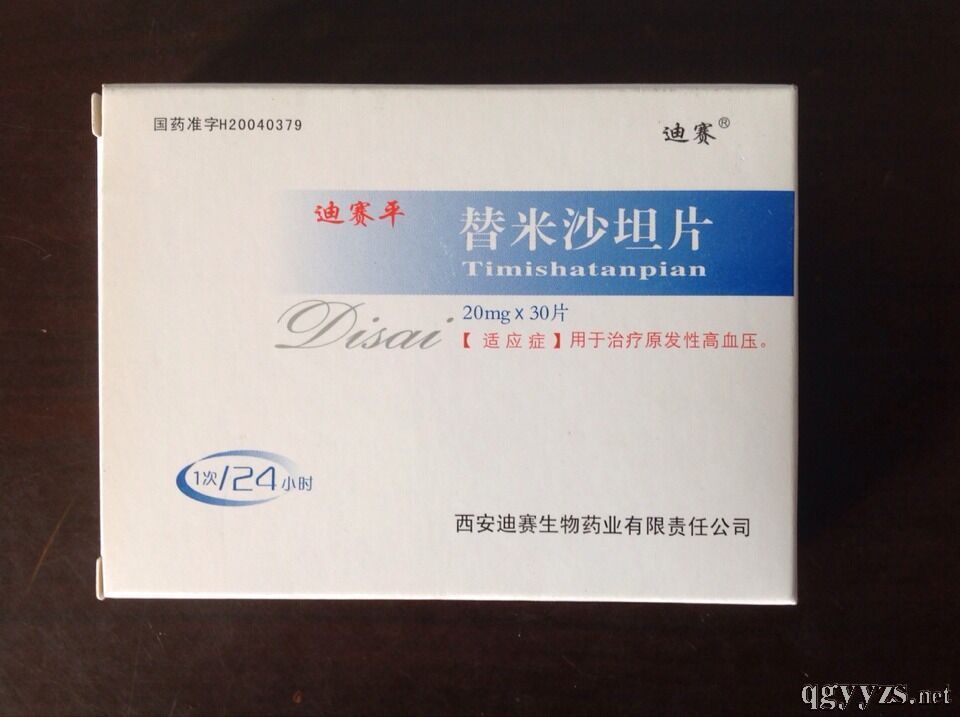 国药准字H20040379
迪赛®
迪赛平
替米沙坦片
Timishatanpian
Disai
20mg x 30片
【适应症】用于治疗原发性高血压。
1次/24小时
西安迪赛生物药业有限责任公司
qgyyzs.net